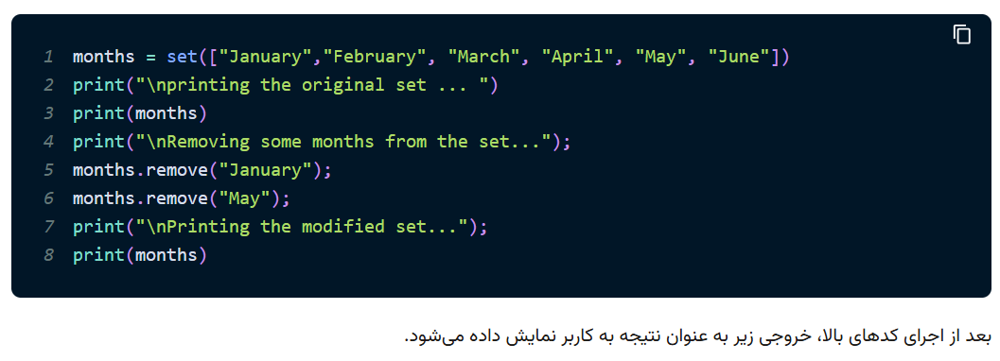 1 months = set(["January","February", "March", "April", "May", "June"])
2 print("\nprinting the original set ... ")
3 print(months)
4 print("\nRemoving some months from the set...");
5 months.remove("January");
6 months.remove("May");
7 print("\nPrinting the modified set...");
8 print(months)
بعد از اجرای کدهای بالا، خروجی زیر به عنوان نتیجه به کاربر نمایش داده می‌شود.